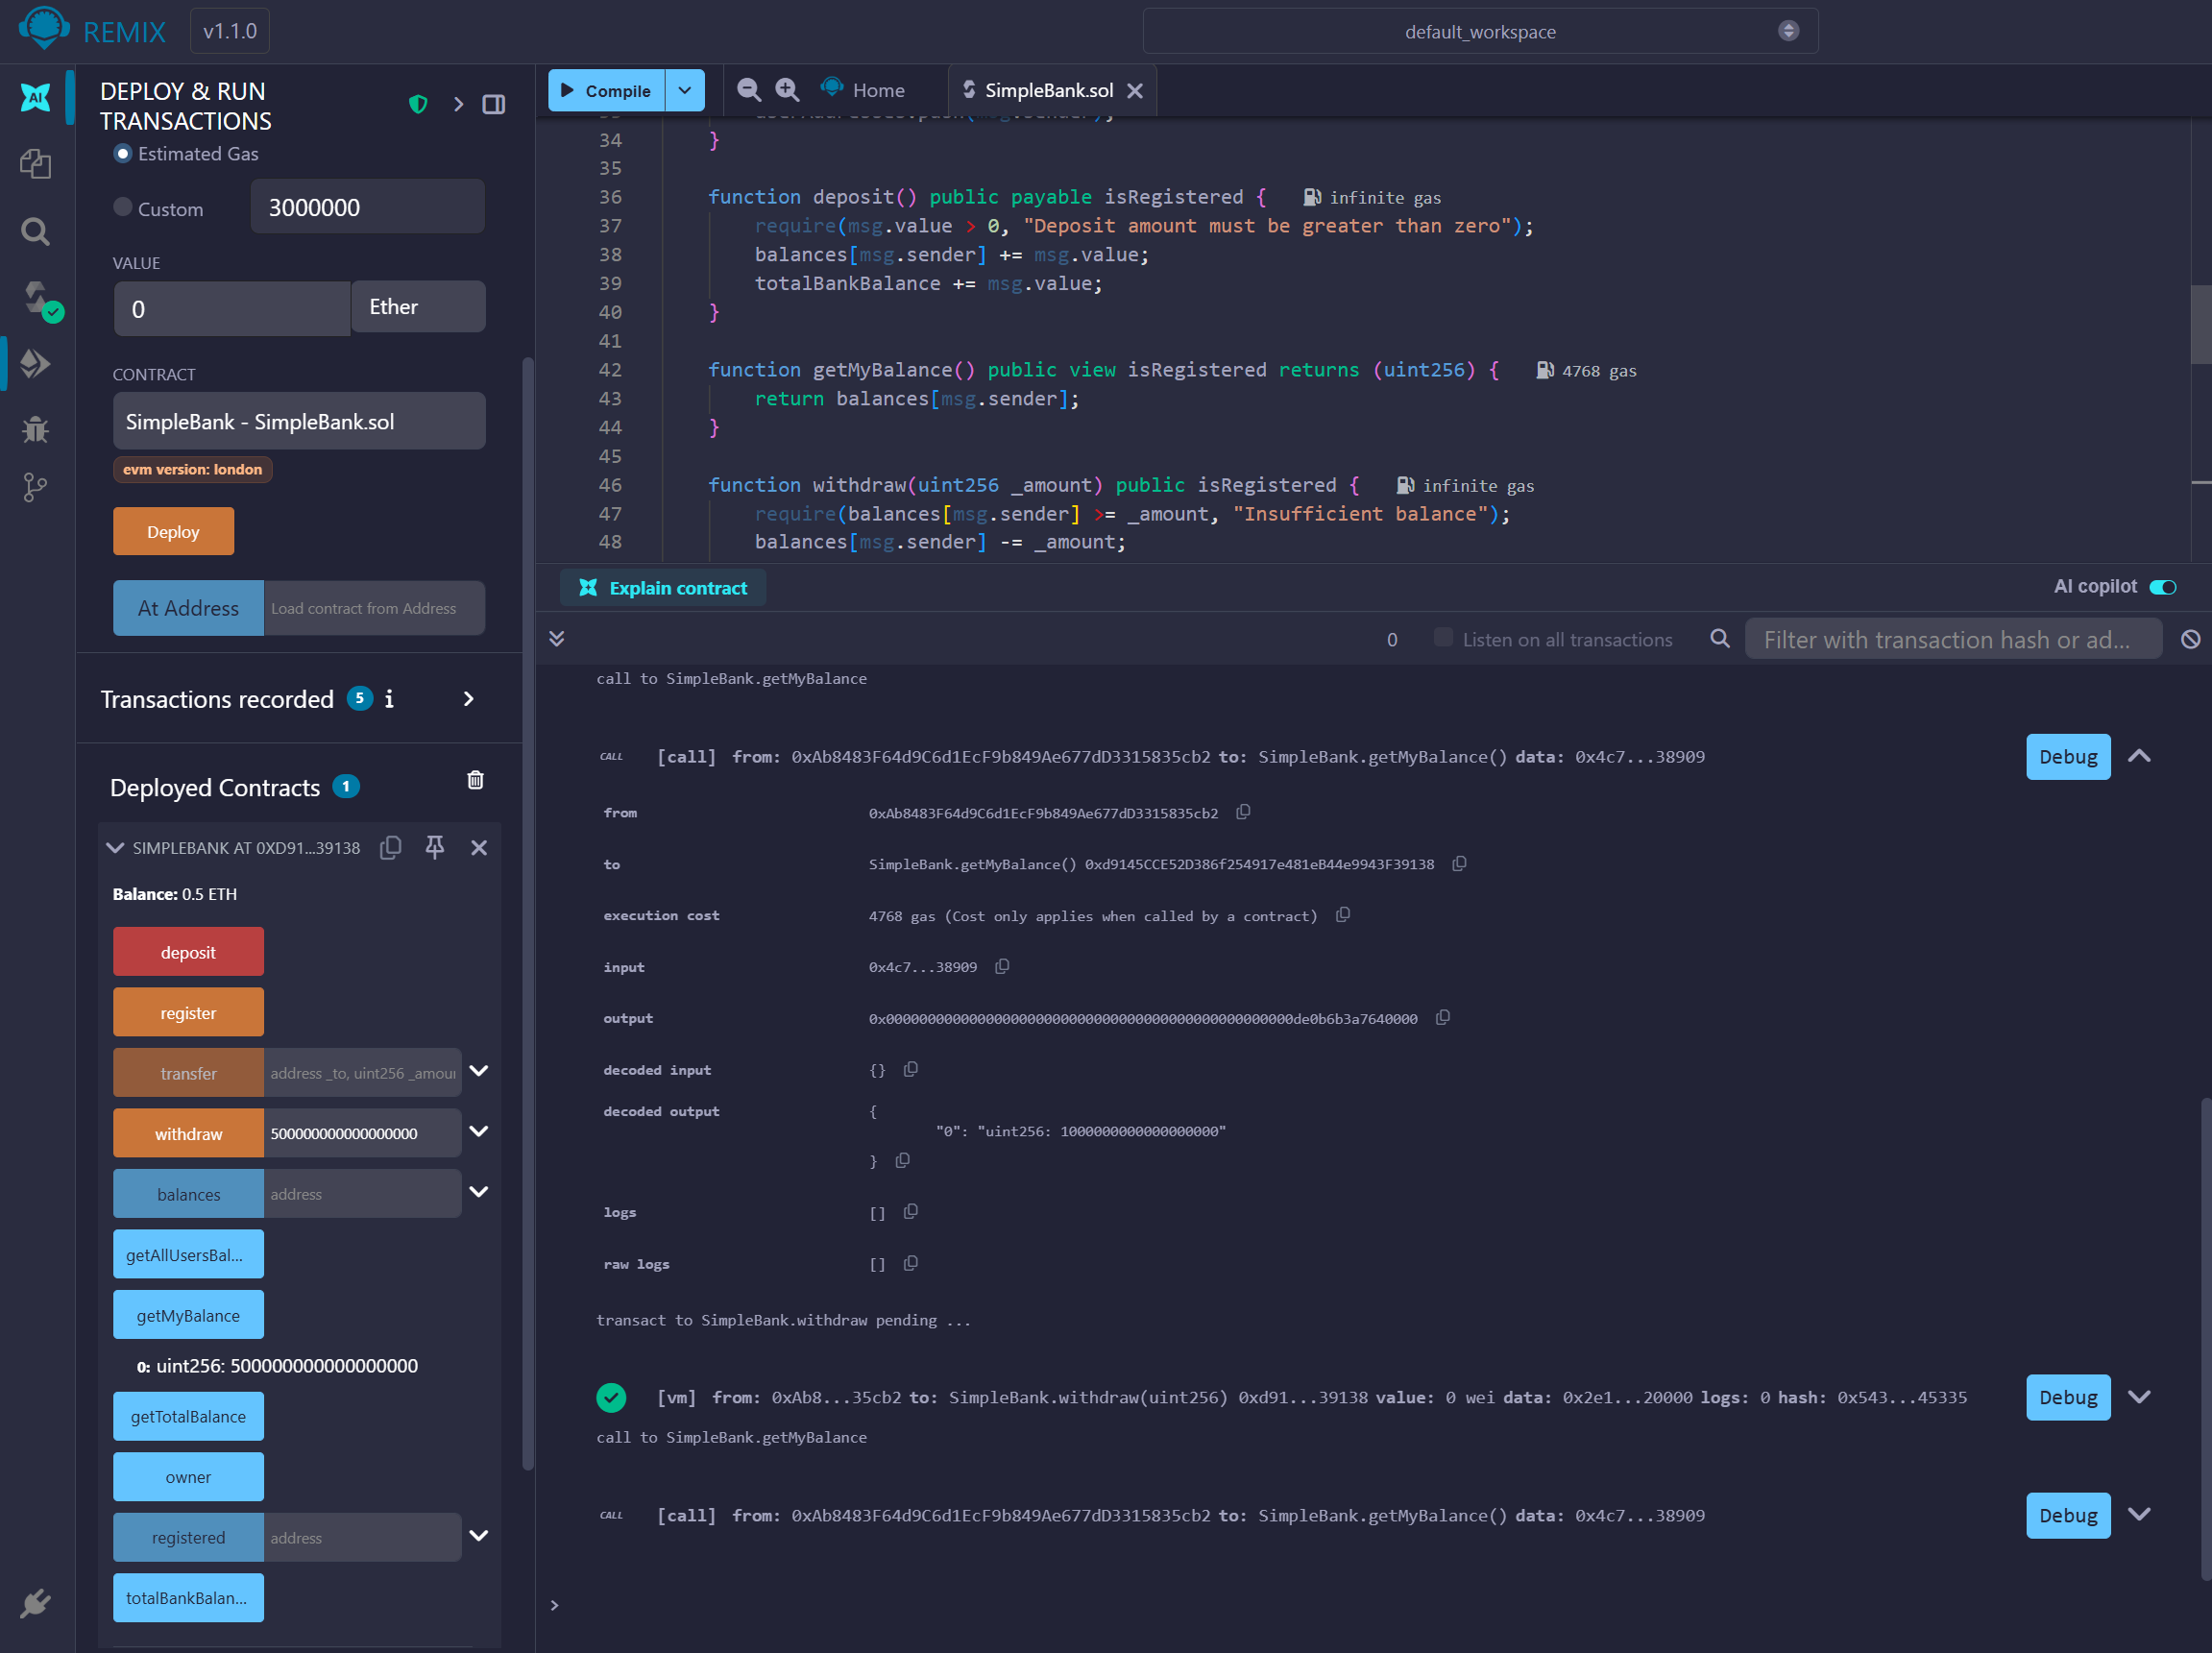 REMIX v1.1.0
default_workspace
DEPLOY & RUN
TRANSACTIONS
Estimated Gas
Custom 3000000
VALUE
0 Ether
CONTRACT
SimpleBank - SimpleBank.sol
evm version: london
Deploy
At Address Load contract from Address
Transactions recorded 5 i
Deployed Contracts 1
SIMPLEBANK AT 0XD91...39138
Balance: 0.5 ETH
deposit
register
transfer address _to, uint256 _amou
withdraw 500000000000000000
balances address
getAllUsersBal...
getMyBalance
0: uint256: 500000000000000000
getTotalBalance
owner
registered address
totalBankBalan...
AI
Compile Home SimpleBank.sol
34 }
35
36 function deposit() public payable isRegistered { infinite gas
37 require(msg.value > 0, "Deposit amount must be greater than zero");
38 balances[msg.sender] += msg.value;
39 totalBankBalance += msg.value;
40 }
41
42 function getMyBalance() public view isRegistered returns (uint256) { 4768 gas
43 return balances[msg.sender];
44 }
45
46 function withdraw(uint256 _amount) public isRegistered { infinite gas
47 require(balances[msg.sender] >= _amount, "Insufficient balance");
48 balances[msg.sender] -= _amount;
Explain contract AI copilot
0 Listen on all transactions Filter with transaction hash or ad...
call to SimpleBank.getMyBalance
CALL [call] from: 0xAb8483F64d9C6d1EcF9b849Ae677dD3315835cb2 to: SimpleBank.getMyBalance() data: 0x4c7...38909 Debug
from 0xAb8483F64d9C6d1EcF9b849Ae677dD3315835cb2
to SimpleBank.getMyBalance() 0xd9145CCE52D386f254917e481eB44e9943F39138
execution cost 4768 gas (Cost only applies when called by a contract)
input 0x4c7...38909
output 0x0000000000000000000000000000000000000000000000000de0b6b3a7640000
decoded input {}
decoded output {
"0": "uint256: 1000000000000000000"
}
logs []
raw logs []
transact to SimpleBank.withdraw pending ...
[vm] from: 0xAb8...35cb2 to: SimpleBank.withdraw(uint256) 0xd91...39138 value: 0 wei data: 0x2e1...20000 logs: 0 hash: 0x543...45335 Debug
call to SimpleBank.getMyBalance
CALL [call] from: 0xAb8483F64d9C6d1EcF9b849Ae677dD3315835cb2 to: SimpleBank.getMyBalance() data: 0x4c7...38909 Debug
>